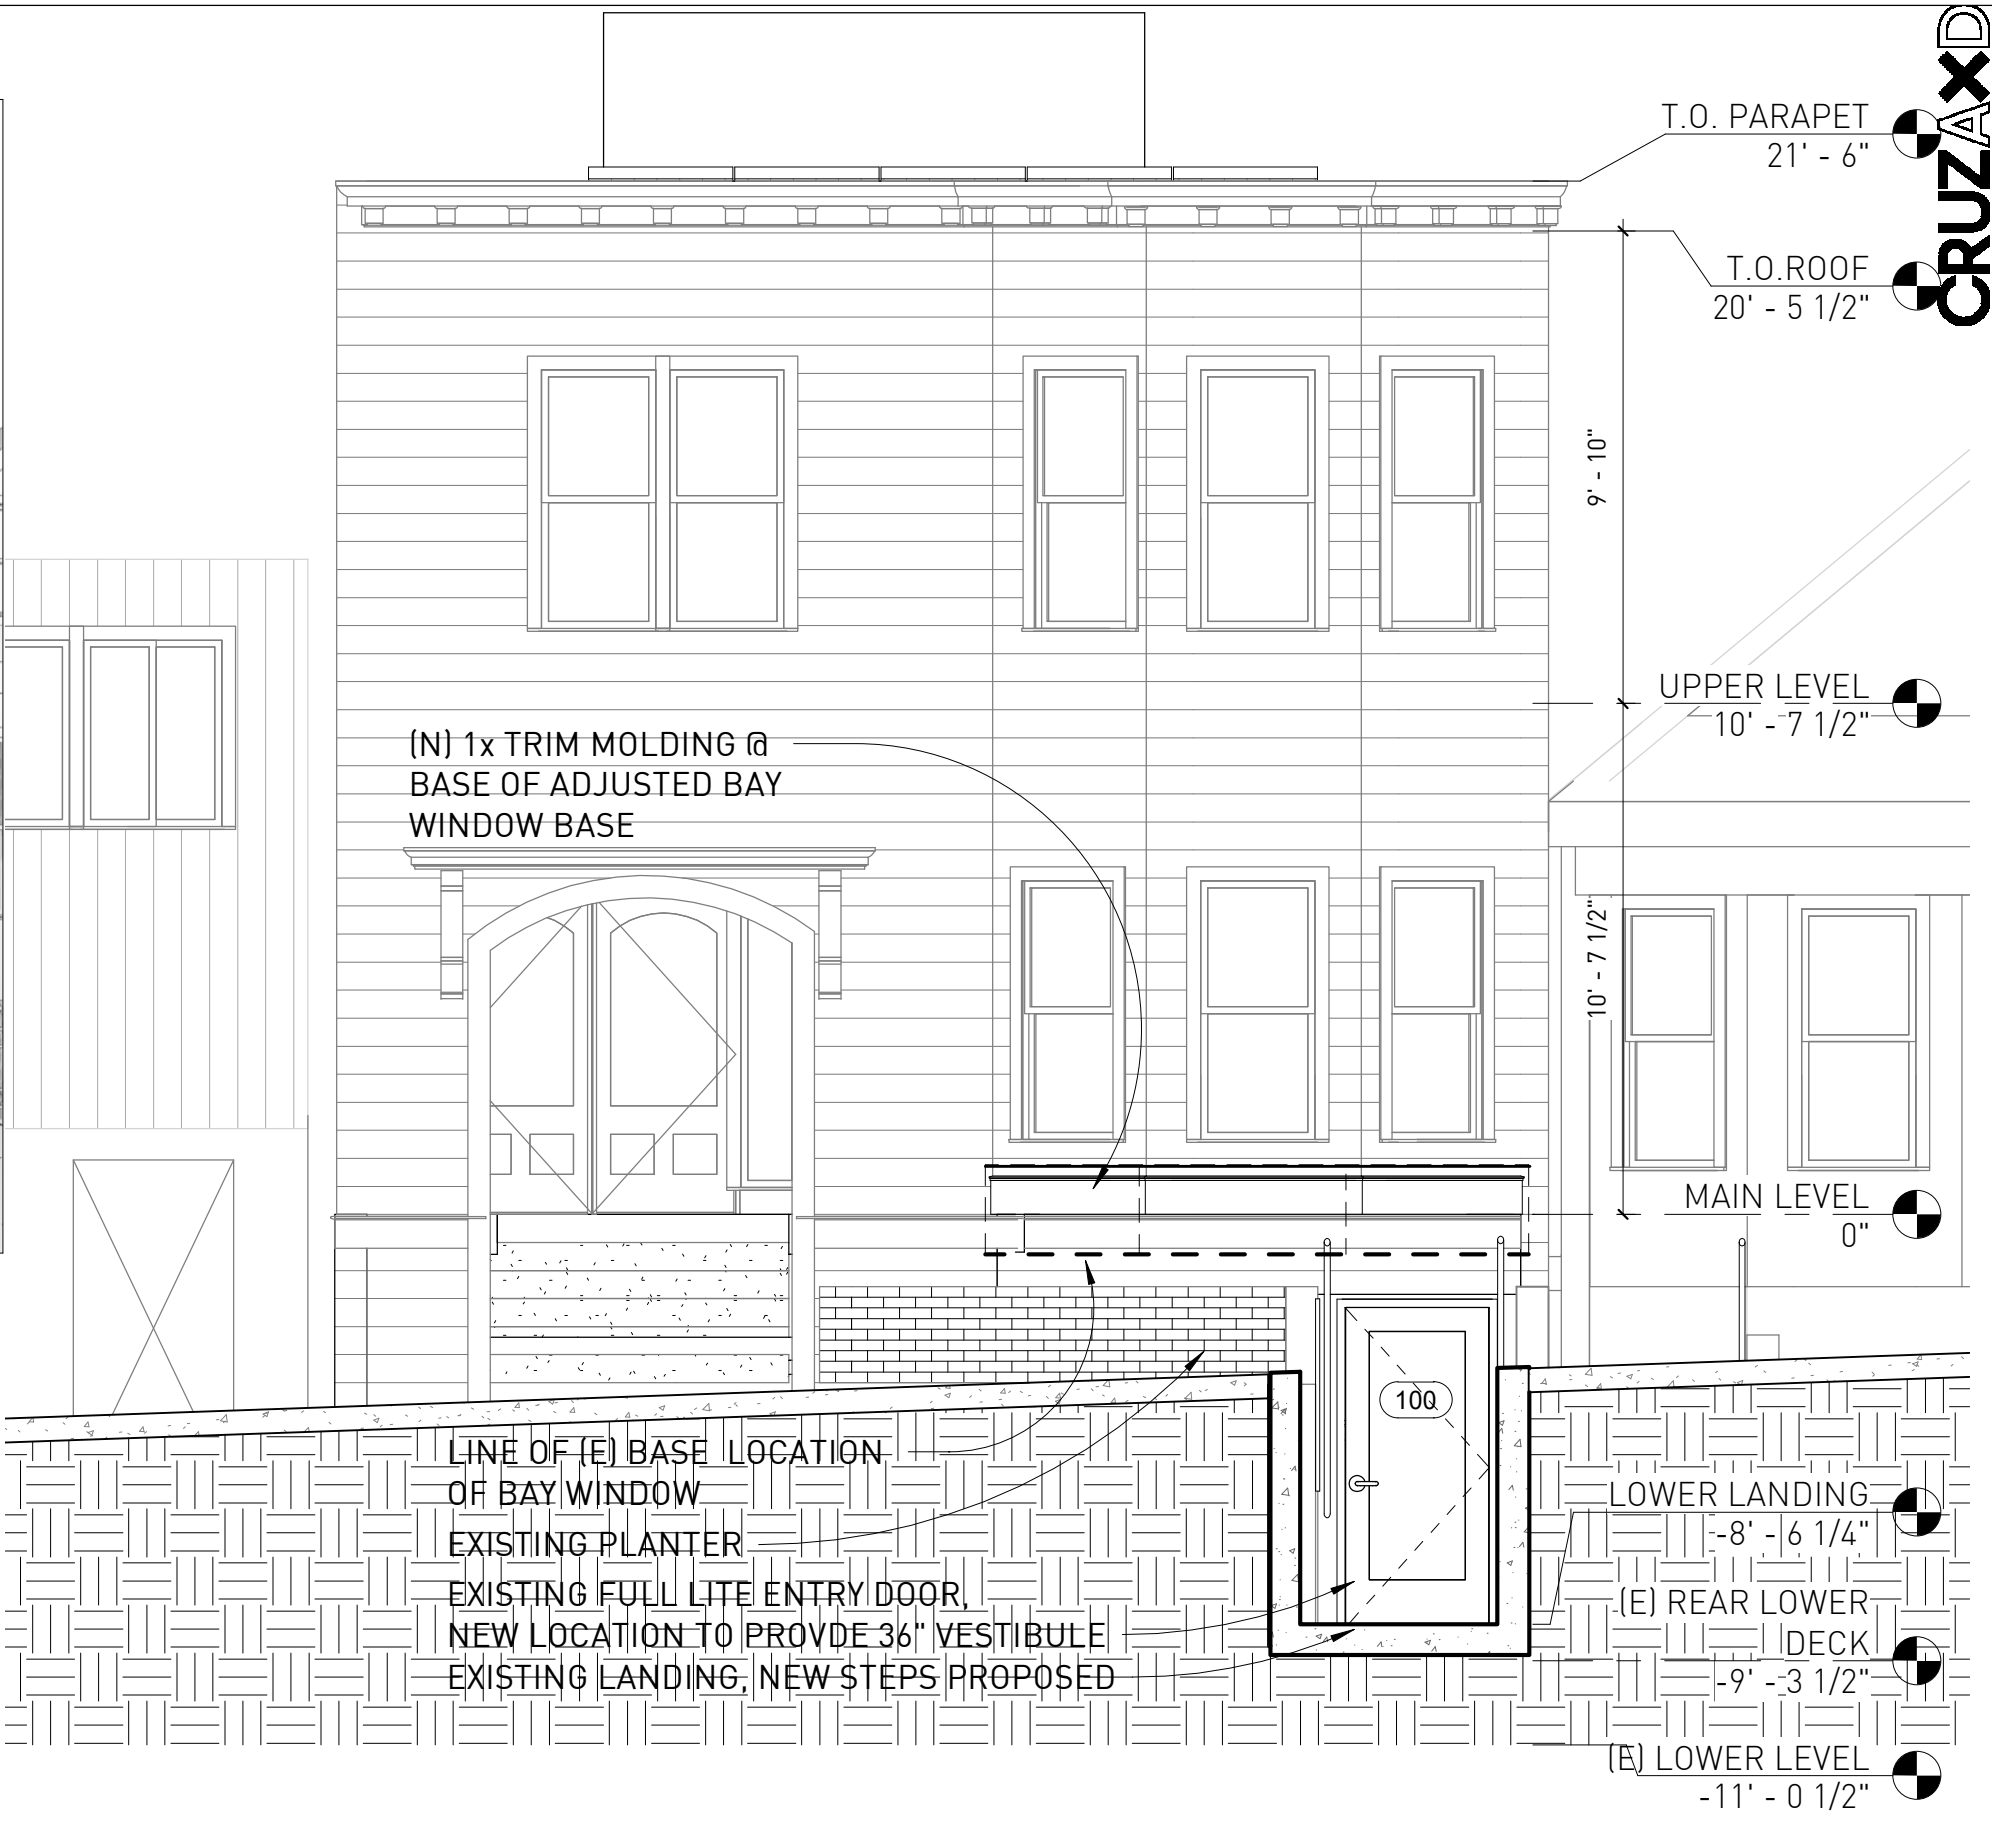 CRUZAXD
T.O. PARAPET
21' - 6"
T.O.ROOF
20' - 5 1/2"
9' - 10"
UPPER LEVEL
10' - 7 1/2"
(N) 1x TRIM MOLDING @
BASE OF ADJUSTED BAY
WINDOW BASE
10' - 7 1/2"
MAIN LEVEL
0"
100
LINE OF (E) BASE LOCATION
OF BAY WINDOW
EXISTING PLANTER
EXISTING FULL LITE ENTRY DOOR,
NEW LOCATION TO PROVDE 36" VESTIBULE
EXISTING LANDING, NEW STEPS PROPOSED
LOWER LANDING
-8' - 6 1/4"
(E) REAR LOWER
DECK
-9' - 3 1/2"
(E) LOWER LEVEL
-11' - 0 1/2"